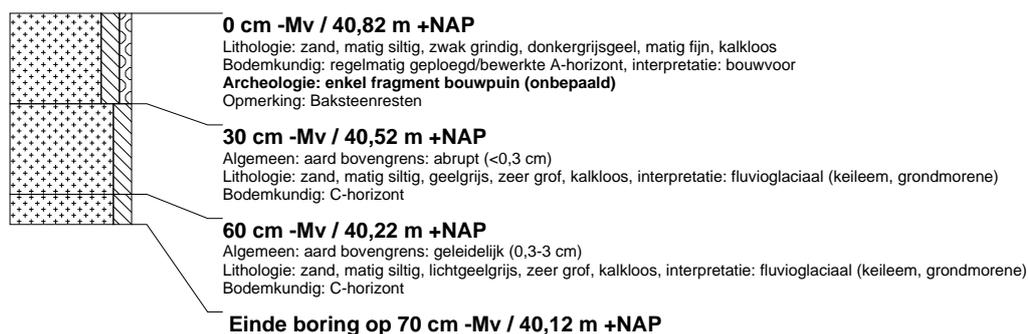 0 cm -Mv / 40,82 m +NAP
Lithologie: zand, matig siltig, zwak grindig, donkergrijsgeel, matig fijn, kalkloos
Bodemkundig: regelmatig geploegd/bewerkte A-horizont, interpretatie: bouwvoor
Archeologie: enkel fragment bouwpuin (onbepaald)
Opmerking: Baksteenresten
30 cm -Mv / 40,52 m +NAP
Algemeen: aard bovengrens: abrupt (<0,3 cm)
Lithologie: zand, matig siltig, geelgrijs, zeer grof, kalkloos, interpretatie: fluvioglaciaal (keileem, grondmorene)
Bodemkundig: C-horizont
60 cm -Mv / 40,22 m +NAP
Algemeen: aard bovengrens: geleidelijk (0,3-3 cm)
Lithologie: zand, matig siltig, lichtgeelgrijs, zeer grof, kalkloos, interpretatie: fluvioglaciaal (keileem, grondmorene)
Bodemkundig: C-horizont
Einde boring op 70 cm -Mv / 40,12 m +NAP